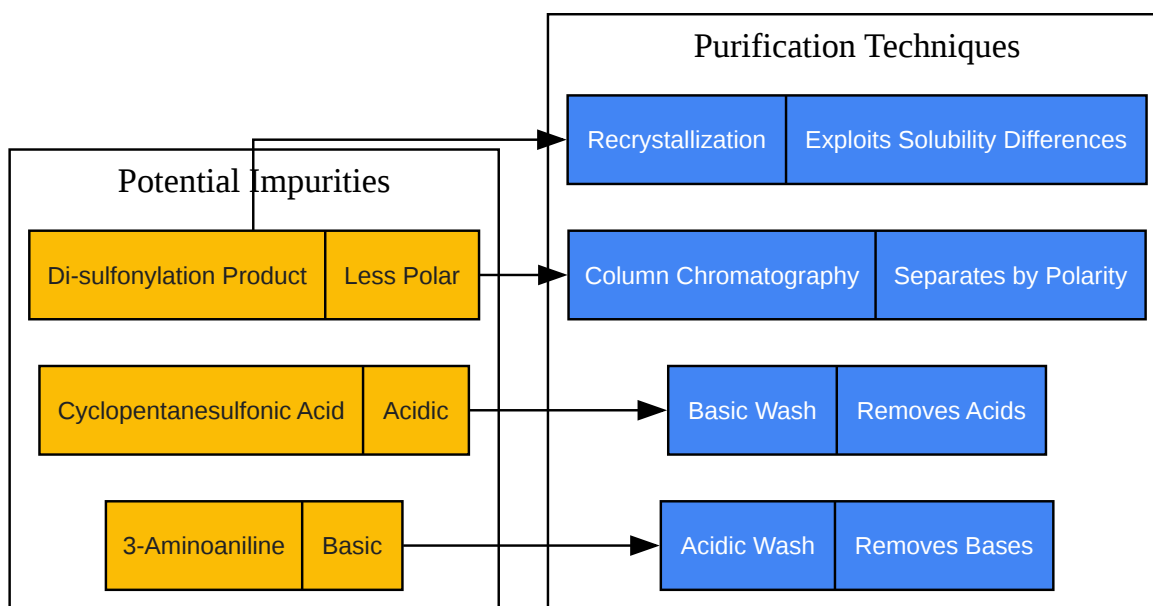 Purification Techniques
Recrystallization
Exploits Solubility Differences
Potential Impurities
Di-sulfonylation Product
Less Polar
Column Chromatography
Separates by Polarity
Cyclopentanesulfonic Acid
Acidic
Basic Wash
Removes Acids
3-Aminoaniline
Basic
Acidic Wash
Removes Bases